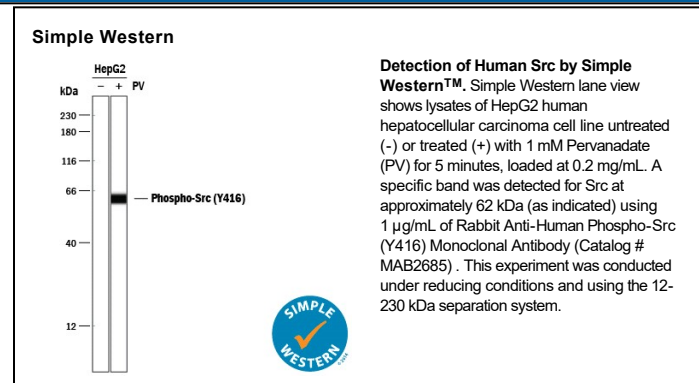 Simple Western
HepG2
kDa
− + PV
230
180
116
66
Phospho-Src (Y416)
40
12
SIMPLE
WESTERN
© 2014
Detection of Human Src by Simple
Western™. Simple Western lane view
shows lysates of HepG2 human
hepatocellular carcinoma cell line untreated
(-) or treated (+) with 1 mM Pervanadate
(PV) for 5 minutes, loaded at 0.2 mg/mL. A
specific band was detected for Src at
approximately 62 kDa (as indicated) using
1 µg/mL of Rabbit Anti-Human Phospho-Src
(Y416) Monoclonal Antibody (Catalog #
MAB2685) . This experiment was conducted
under reducing conditions and using the 12-
230 kDa separation system.